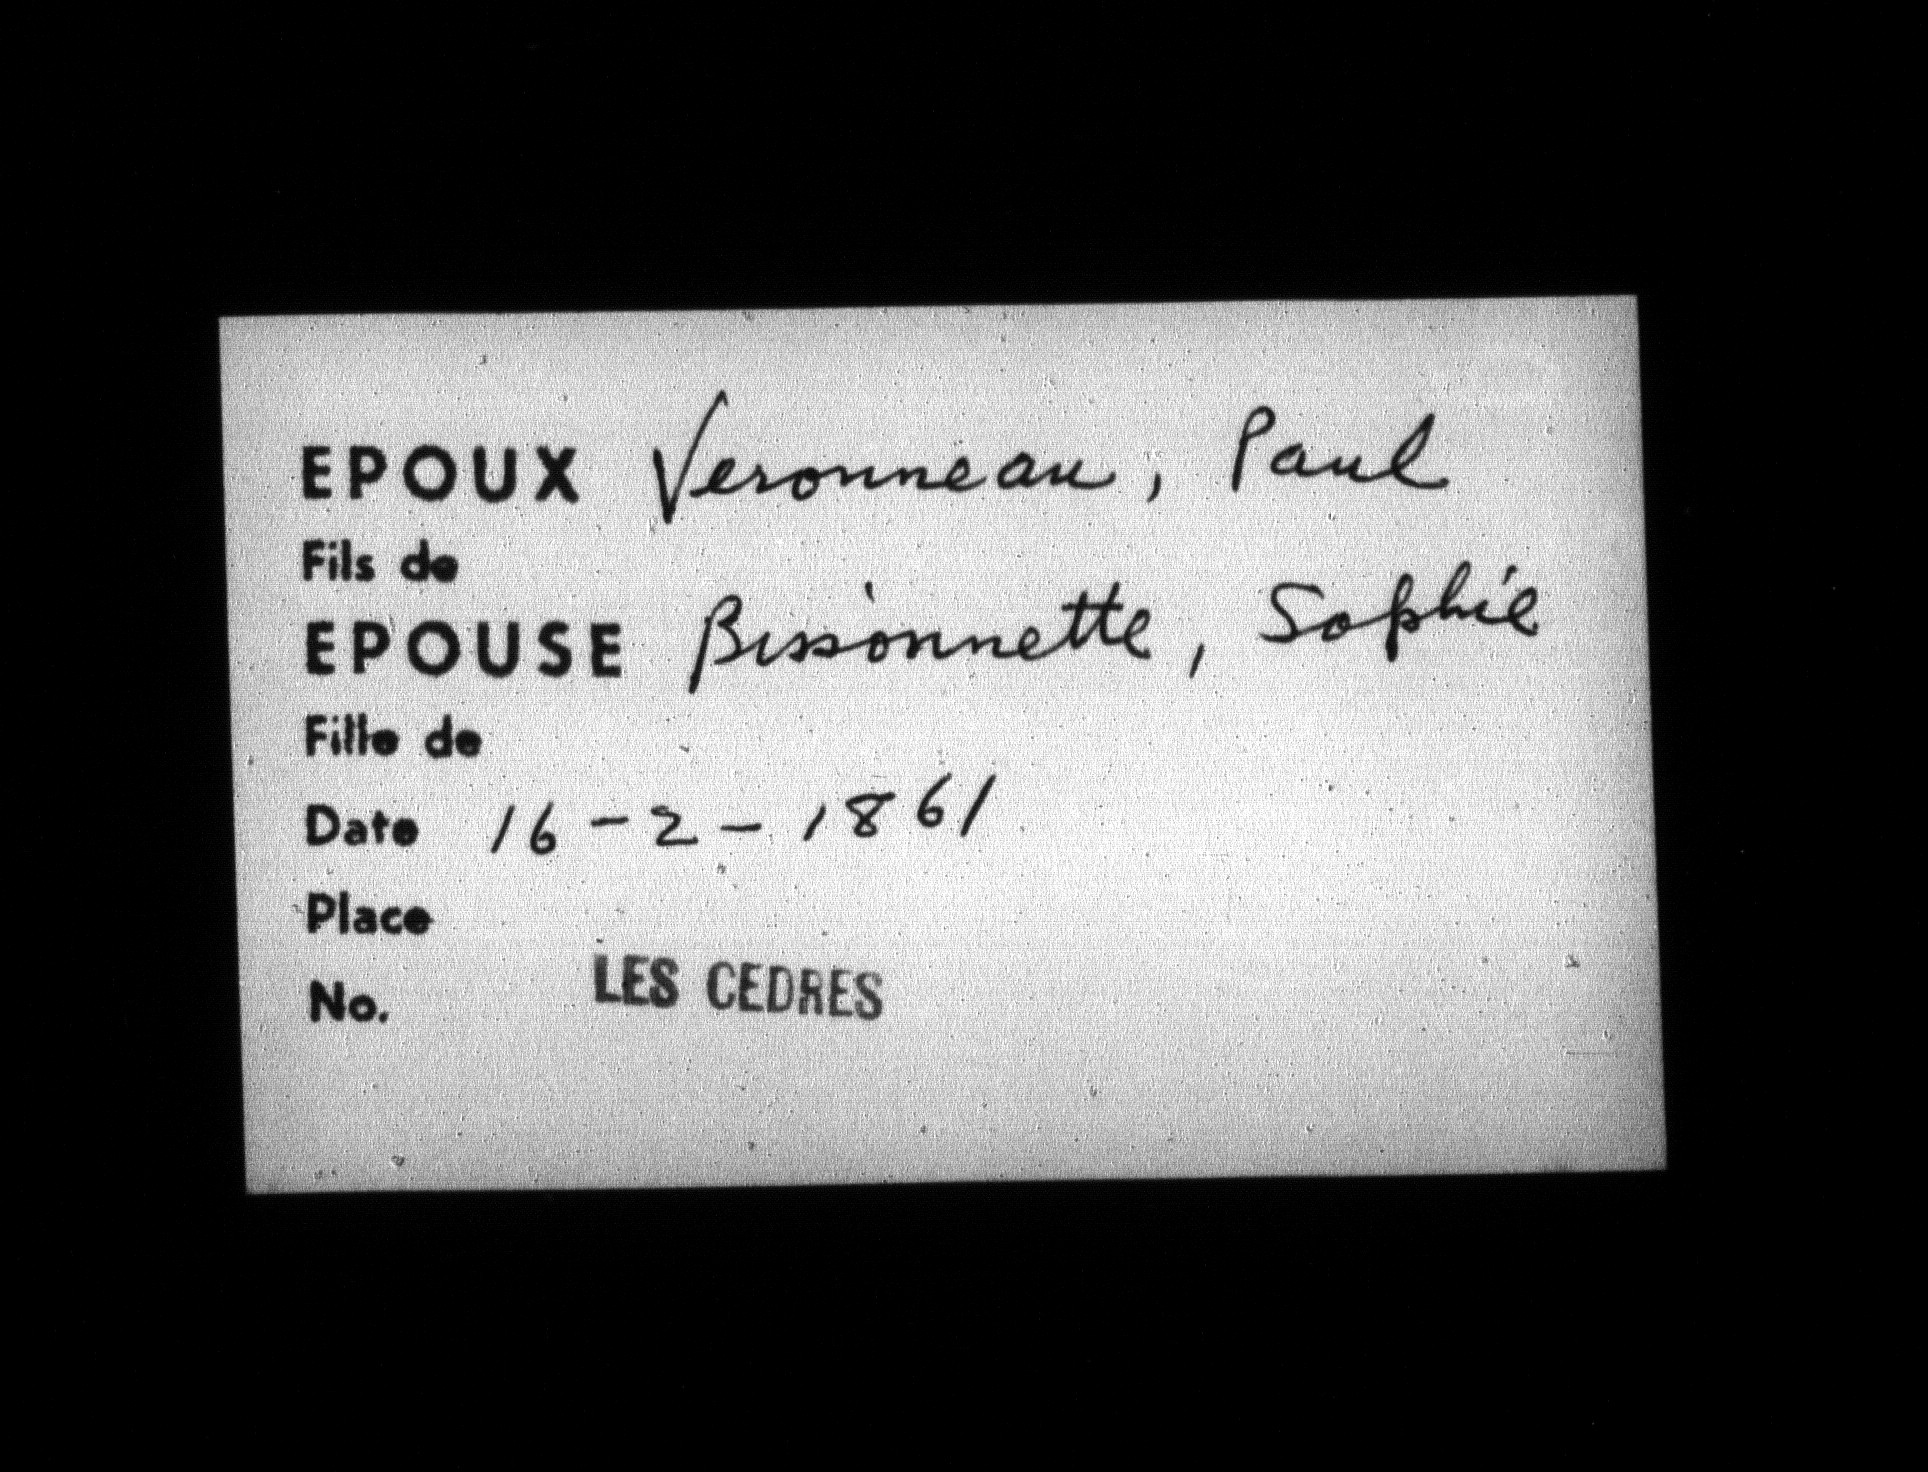 EPOUX Veronneau, Paul
Fils de
EPOUSE Bissonnette, Sophie
Fille de
Date 16-2-1861
Place
LES CEDRES
No.